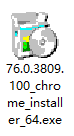 76.0.3809.
100_chro
me_install
er_64.exe